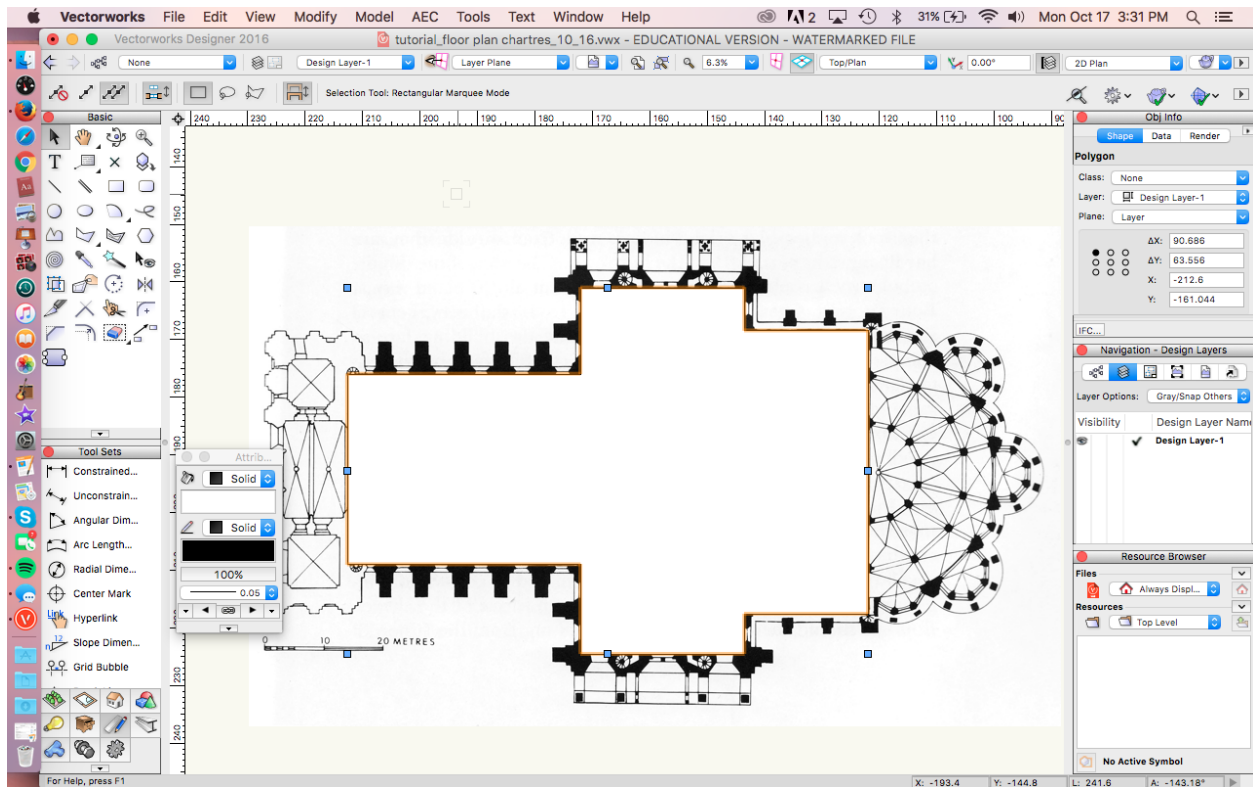 Vectorworks File Edit View Modify Model AEC Tools Text Window Help 2 31% Mon Oct 17 3:31 PM
Vectorworks Designer 2016 tutorial_floor plan chartres_10_16.vwx - EDUCATIONAL VERSION - WATERMARKED FILE
None Design Layer-1 Layer Plane 6.3% Top/Plan 0.00° 2D Plan
Selection Tool: Rectangular Marquee Mode
Basic
240 230 220 210 200 190 180 170 160 150 140 130 120 110 100 90
140
150
160
170
180
190
230
240
Tool Sets
Constrained...
Unconstrain...
Angular Dim...
Arc Length...
Radial Dime...
Center Mark
Link Hyperlink
12 n Slope Dimen...
Grid Bubble
Attrib...
Solid
Solid
100%
0.05
0 10 20 METRES
Obj Info
Shape Data Render
Polygon
Class: None
Layer: Design Layer-1
Plane: Layer
ΔX: 90.686
ΔY: 63.556
X: -212.6
Y: -161.044
IFC...
Navigation - Design Layers
Layer Options: Gray/Snap Others
Visibility Design Layer Nam
Design Layer-1
Resource Browser
Files
Always Displ...
Resources
Top Level
No Active Symbol
For Help, press F1 X: -193.4 Y: -144.8 L: 241.6 A: -143.18°